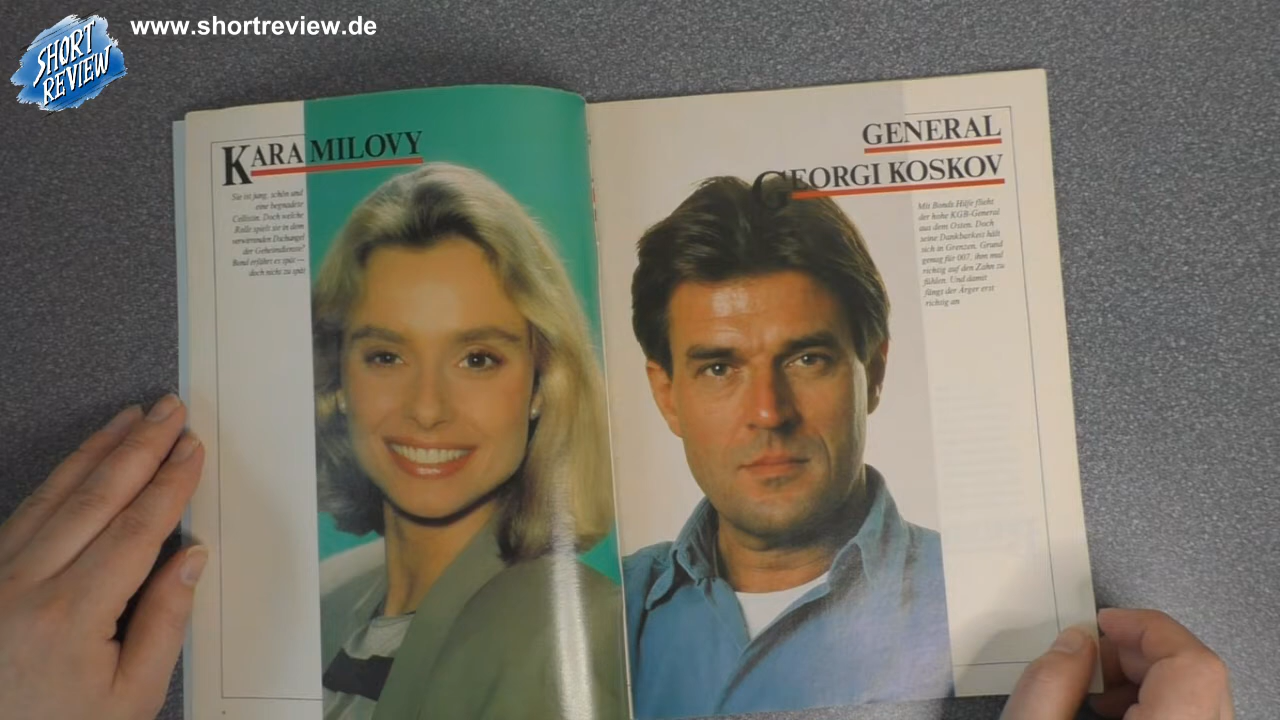 www.shortreview.de
SHORT
REVIEW
KARA MILOVY
Sie ist jung, schön und
eine begnadete
Cellistin. Doch welche
Rolle spielt sie in dem
verwirrenden Dschungel
der Geheimdienste?
Bond erfährt es spät —
doch nicht zu spät
GENERAL
GEORGI KOSKOV
Mit Bonds Hilfe flieht
der hohe KGB-General
aus dem Osten. Doch
seine Dankbarkeit hält
sich in Grenzen. Grund
genug für 007, ihm mal
richtig auf den Zahn zu
fühlen. Und damit
fängt der Ärger erst
richtig an